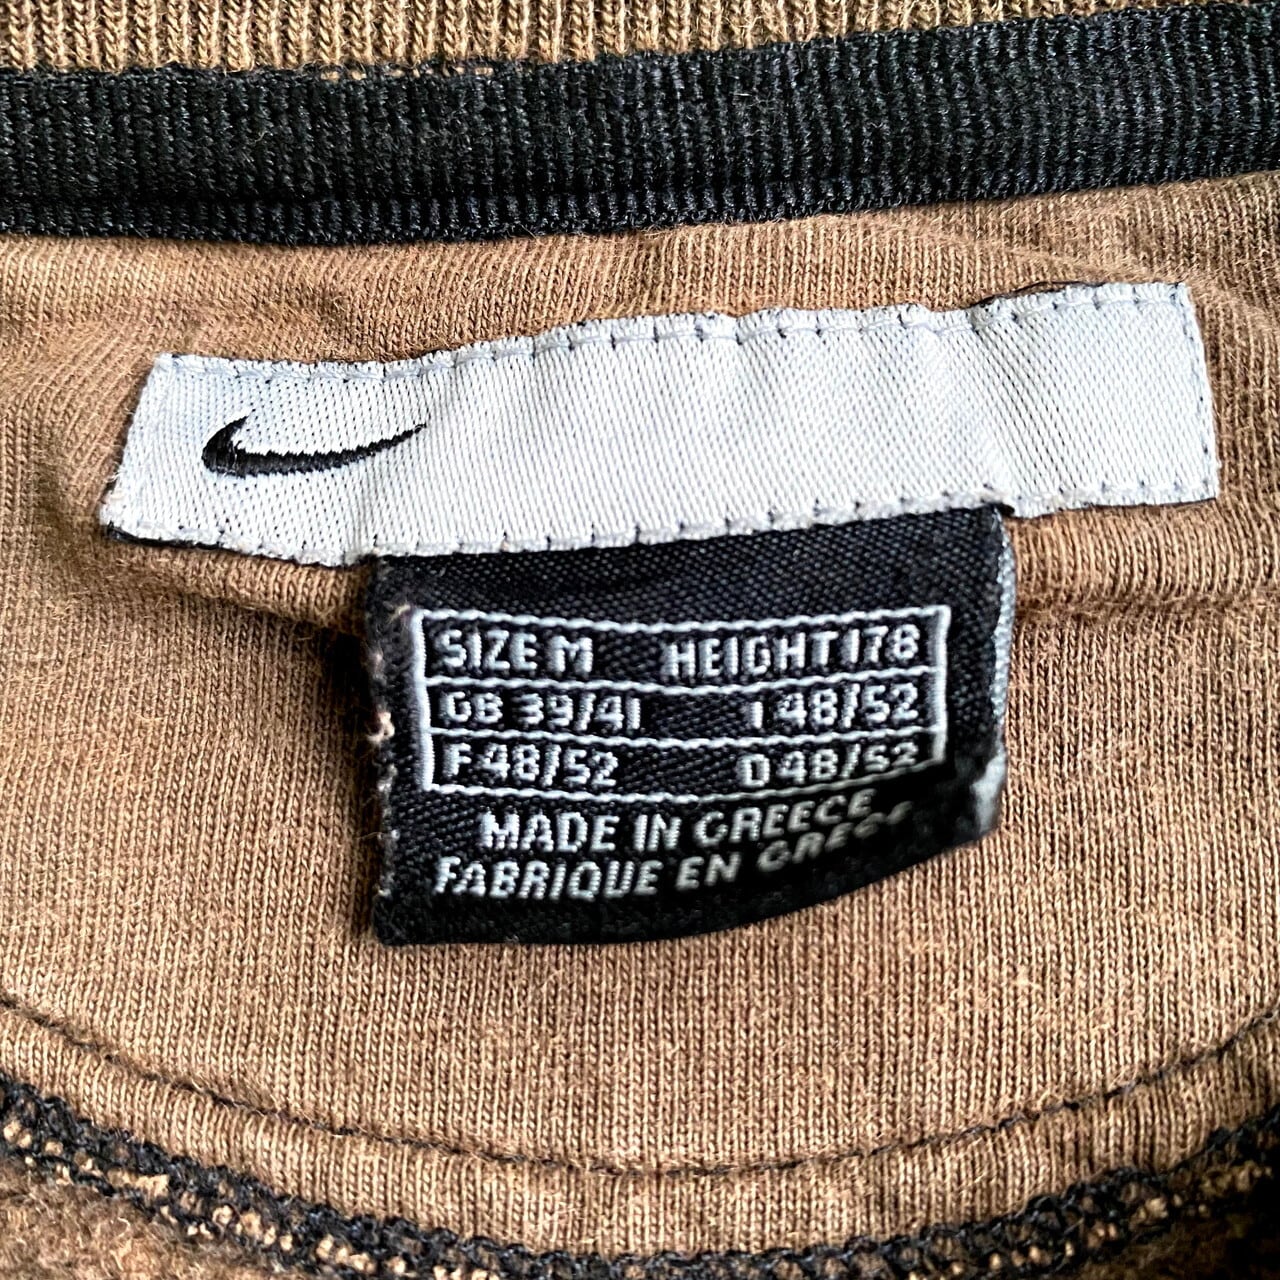 SIZE M HEIGHT 178
GB 39/41 I 48/52
F 48/52 D 48/52
MADE IN GREECE
FABRIQUE EN GRECE